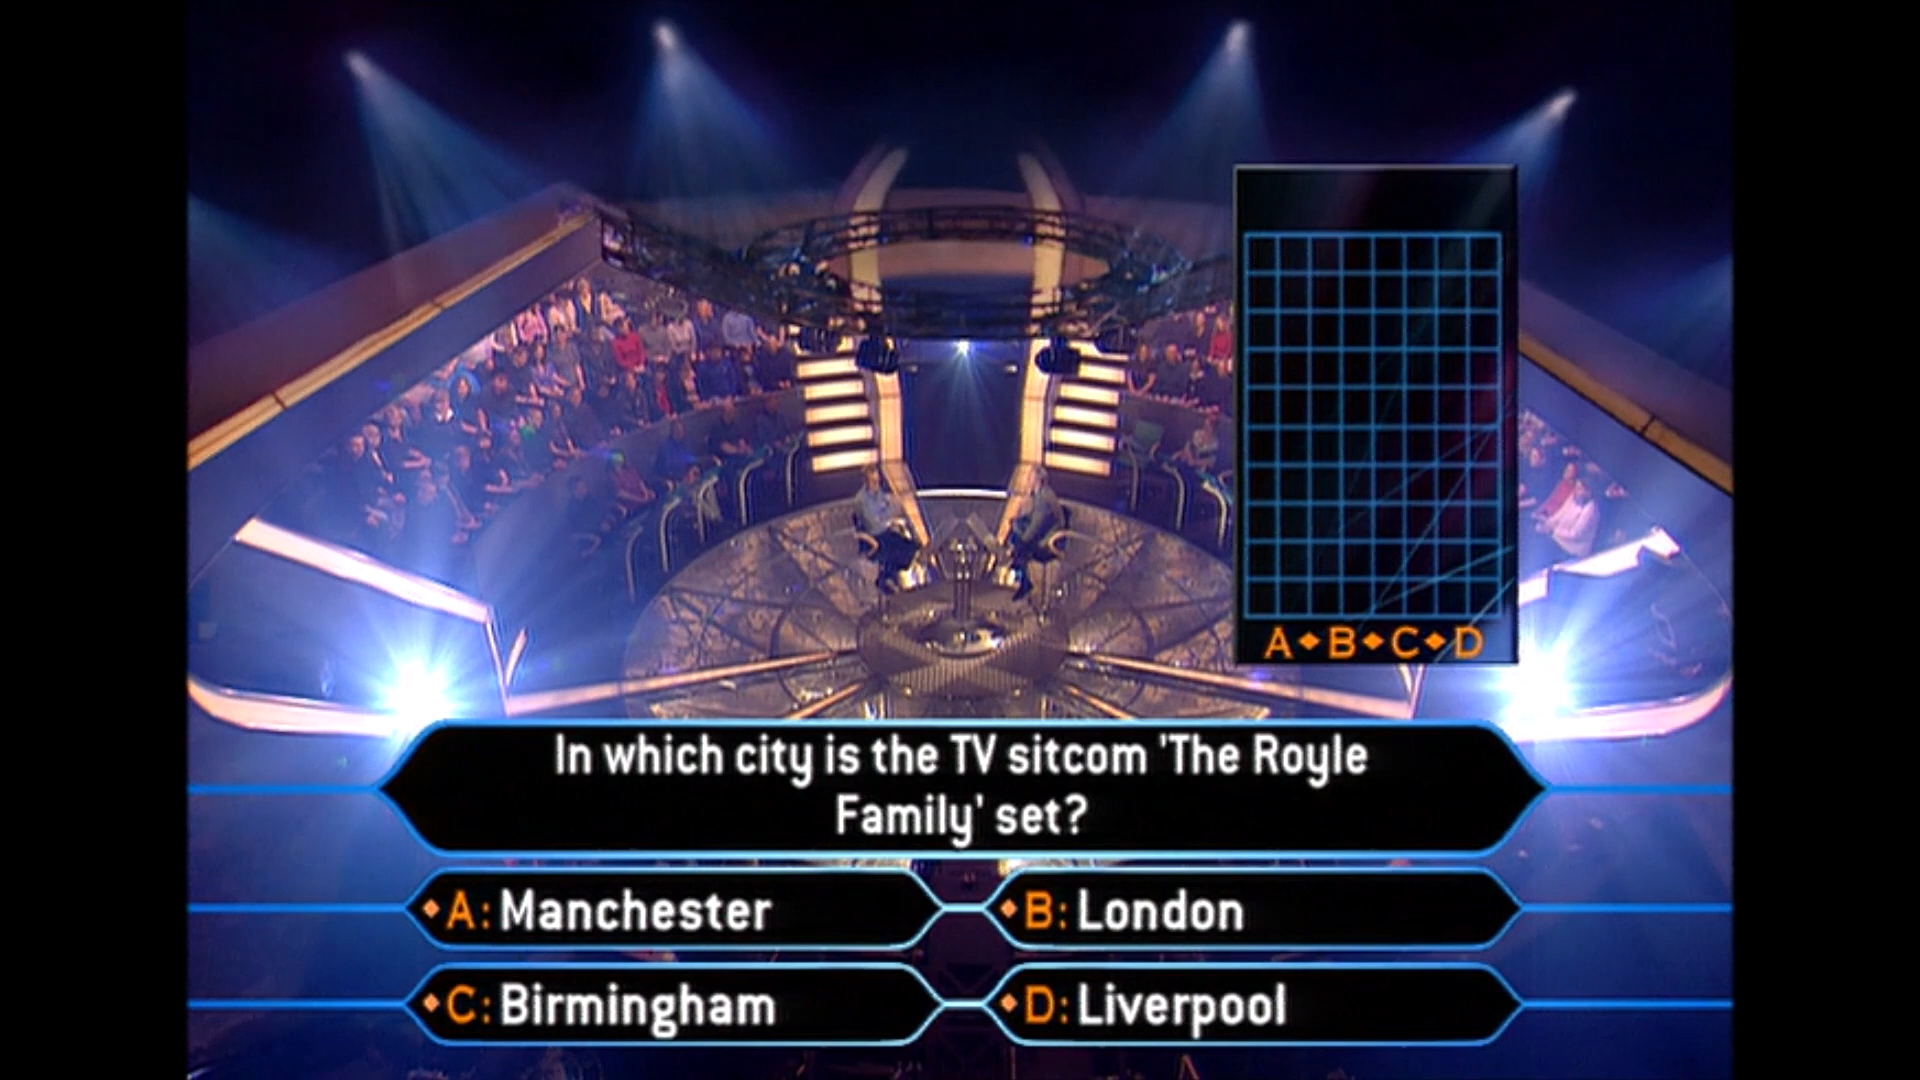 A◆B◆C◆D
In which city is the TV sitcom 'The Royle
Family' set?
◆A: Manchester
◆B: London
◆C: Birmingham
◆D: Liverpool